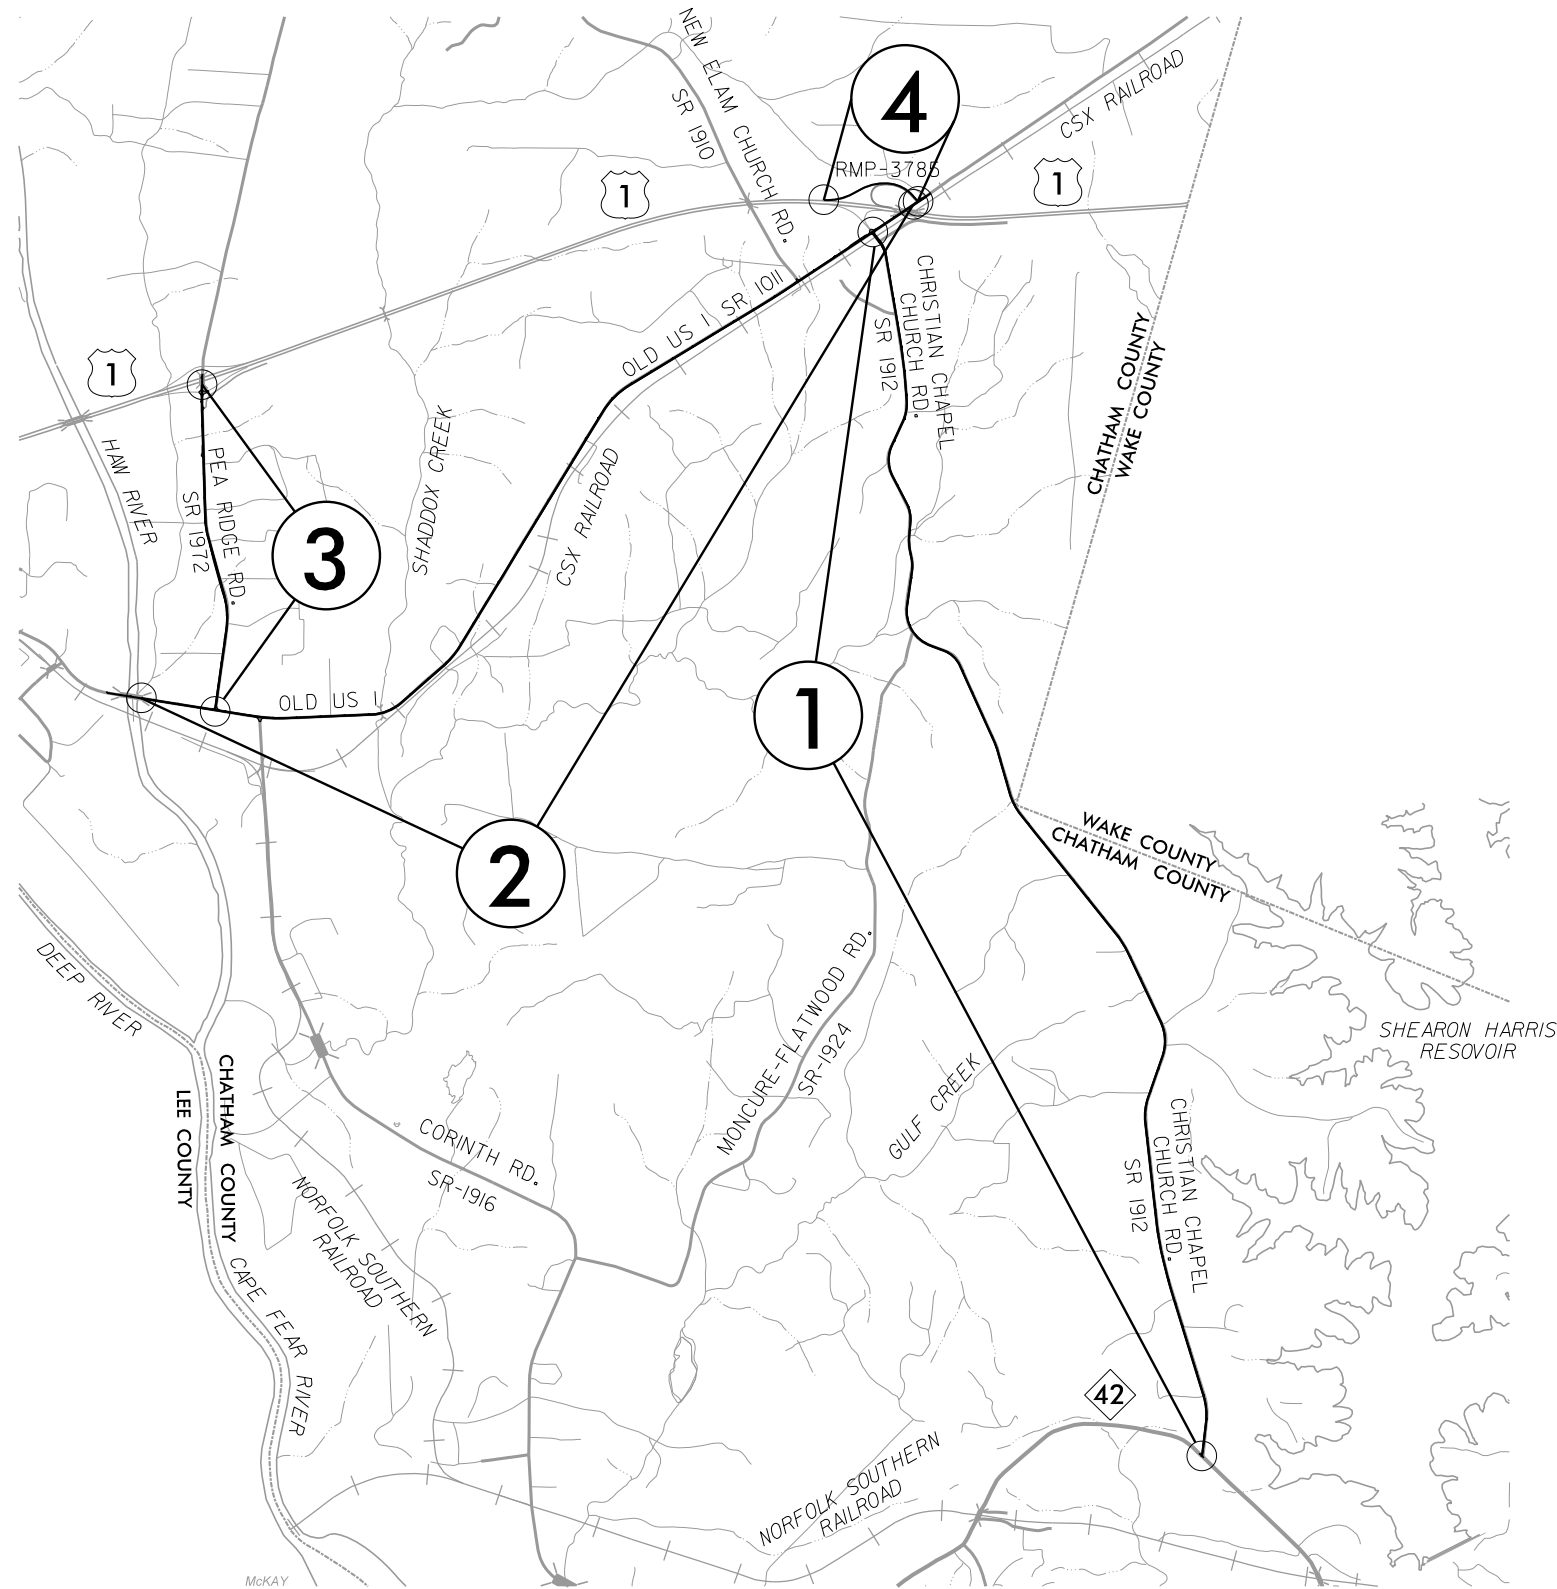 NEW ELAM CHURCH RD.
SR 1910
4
RMP-3785
CSX RAILROAD
1
1
1
OLD US 1 SR 1011
CHRISTIAN CHAPEL
CHURCH RD.
SR 1912
CHATHAM COUNTY
WAKE COUNTY
HAW RIVER
PEA RIDGE RD.
SR 1972
3
SHADDOX CREEK
CSX RAILROAD
OLD US 1
1
2
WAKE COUNTY
CHATHAM COUNTY
DEEP RIVER
MONCURE-FLATWOOD RD.
SR-1924
SHEARON HARRIS
RESOVOIR
GULF CREEK
CHATHAM COUNTY
LEE COUNTY
CORINTH RD.
SR-1916
CHRISTIAN CHAPEL
CHURCH RD.
SR 1912
NORFOLK SOUTHERN
RAILROAD
CAPE FEAR RIVER
42
NORFOLK SOUTHERN
RAILROAD
McKAY